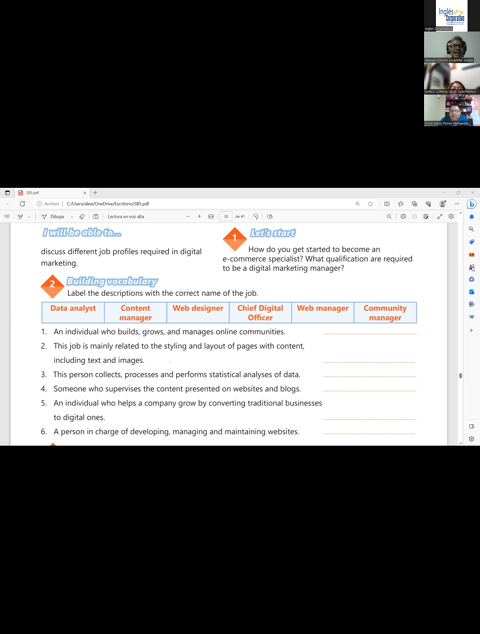 Inglés
Corporativo
SB5.pdf
Archivo C:/Users/alexi/OneDrive/Escritorio/SB5.pdf
Dibujar
Lectura en voz alta
I will be able to...
discuss different job profiles required in digital
marketing.
1 Let's start
How do you get started to become an
e-commerce specialist? What qualification are required
to be a digital marketing manager?
2 Building vocabulary
Label the descriptions with the correct name of the job.
Data analyst Content manager Web designer Chief Digital Officer Web manager Community manager
1. An individual who builds, grows, and manages online communities.
2. This job is mainly related to the styling and layout of pages with content,
including text and images.
3. This person collects, processes and performs statistical analyses of data.
4. Someone who supervises the content presented on websites and blogs.
5. An individual who helps a company grow by converting traditional businesses
to digital ones.
6. A person in charge of developing, managing and maintaining websites.